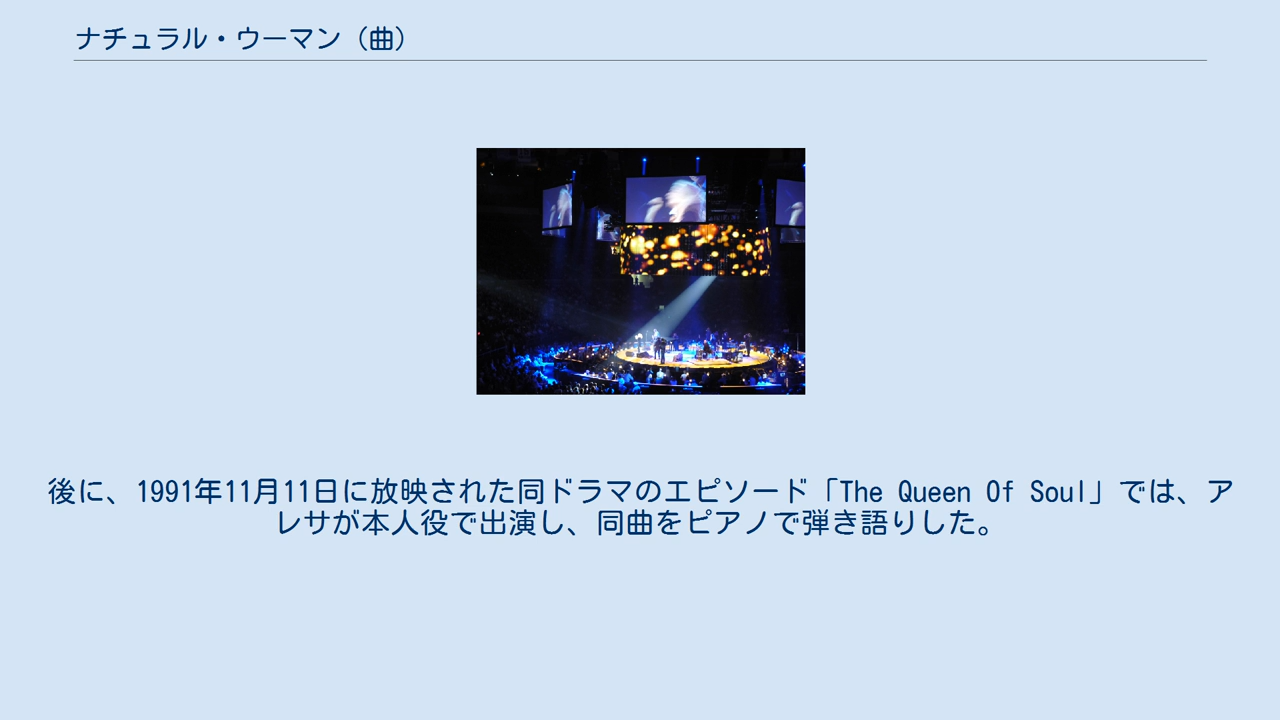 ナチュラル・ウーマン（曲）
後に、1991年11月11日に放映された同ドラマのエピソード「The Queen Of Soul」では、ア
レサが本人役で出演し、同曲をピアノで弾き語りした。